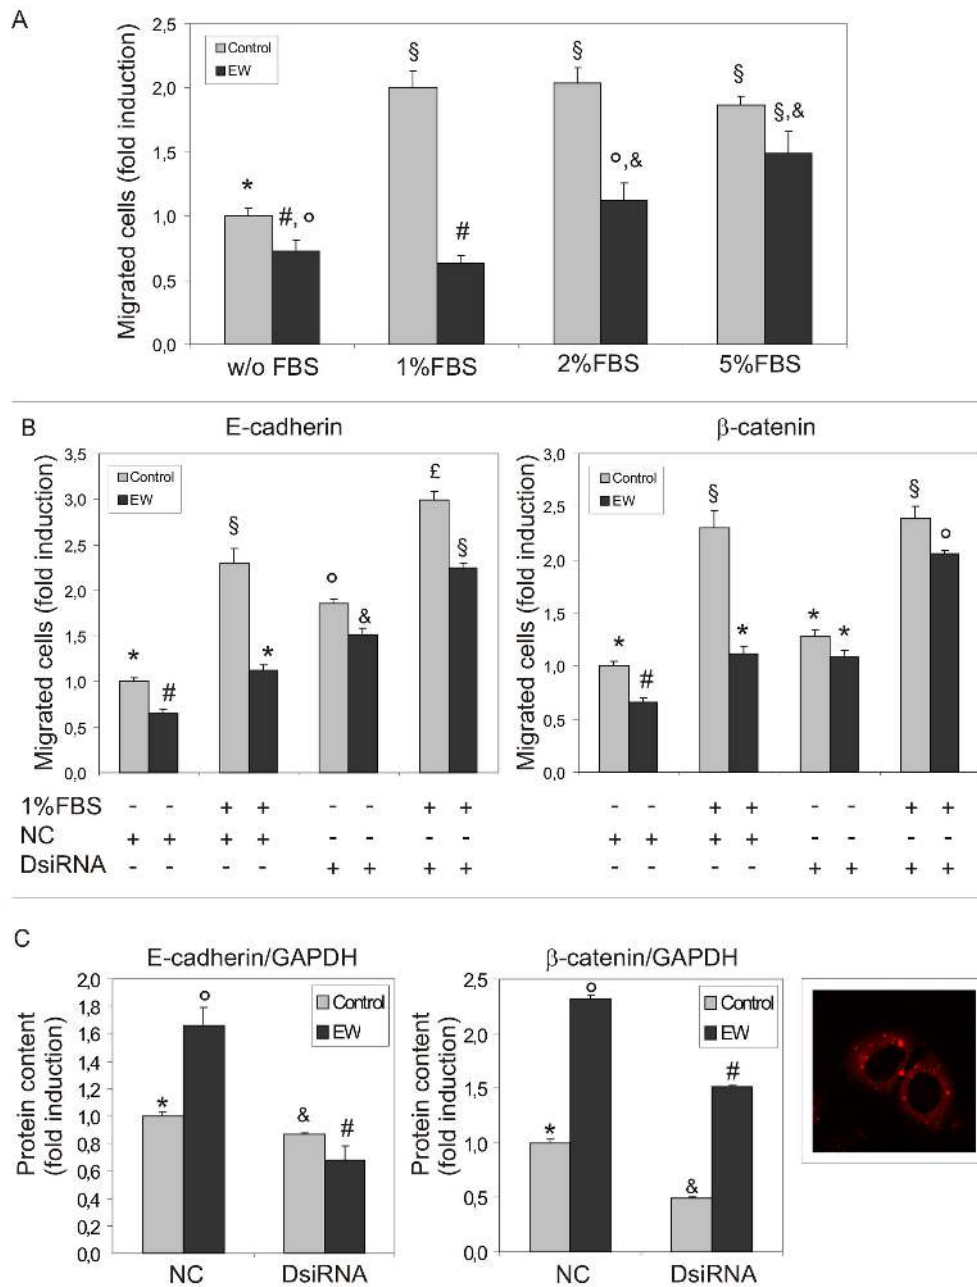 A
Migrated cells (fold induction)
2,5
2,0
1,5
1,0
0,5
0,0
Control
EW
*
#, °
§
#
§
°,&
§
§,&
w/o FBS 1%FBS 2%FBS 5%FBS
B
E-cadherin
Migrated cells (fold induction)
3,5
3,0
2,5
2,0
1,5
1,0
0,5
0,0
Control
EW
*
#
§
*
°
&
£
§
β-catenin
Migrated cells (fold induction)
3,0
2,5
2,0
1,5
1,0
0,5
0,0
Control
EW
*
#
§
*
*
*
§
°
1%FBS - - + + - - + + - - + + - - + +
NC + + + + - - - - + + + + - - - -
DsiRNA - - - - + + + + - - - - + + + +
C
E-cadherin/GAPDH
Protein content
(fold induction)
2,0
1,8
1,6
1,4
1,2
1,0
0,8
0,6
0,4
0,2
0,0
Control
EW
*
°
&
#
NC DsiRNA
β-catenin/GAPDH
Protein content
(fold induction)
2,5
2,0
1,5
1,0
0,5
0,0
Control
EW
*
°
&
#
NC DsiRNA